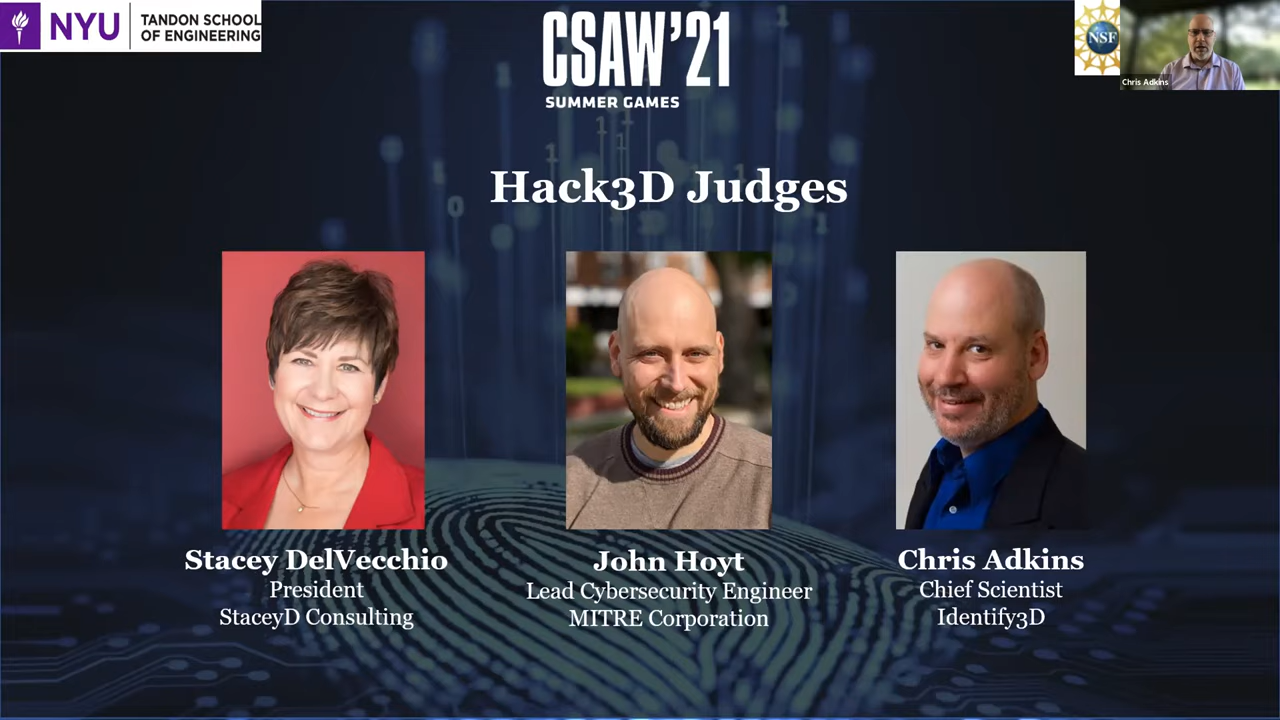 NYU
TANDON SCHOOL
OF ENGINEERING
CSAW'21
SUMMER GAMES
NSF
Chris Adkins
Hack3D Judges
Stacey DelVecchio
President
StaceyD Consulting
John Hoyt
Lead Cybersecurity Engineer
MITRE Corporation
Chris Adkins
Chief Scientist
Identify3D